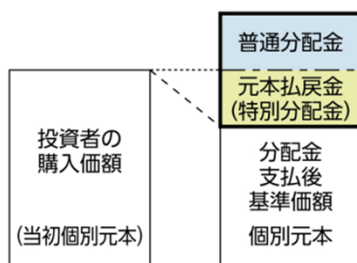 普通分配金
元本払戻金
(特別分配金)
投資者の
購入価額
(当初個別元本)
分配金
支払後
基準価額
個別元本